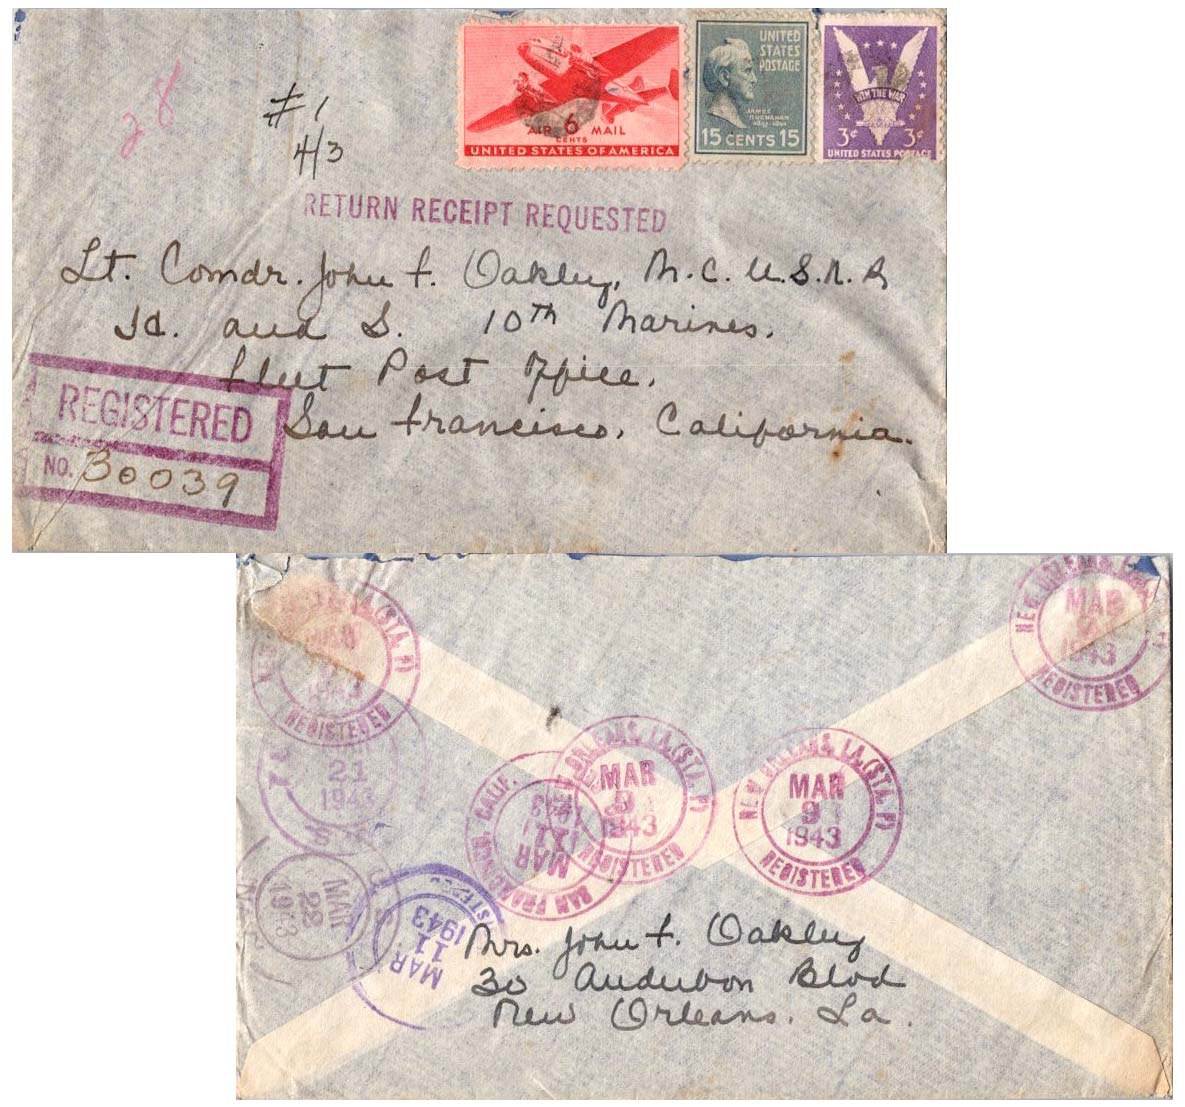 28
#1
4/3
AIR 6 MAIL
CENTS
UNITED STATES OF AMERICA
UNITED
STATES
POSTAGE
JAMES
BUCHANAN
15 CENTS 15
WIN THE WAR
3¢ 3¢
UNITED STATES POSTAGE
RETURN RECEIPT REQUESTED
Lt. Comdr. John F. Oakley, M.C. U.S.N.R
and S. 10th Marines.
Fleet Post Office,
San Francisco, California.
REGISTERED
NO. 30039
(STA. F)
1943
REGISTERED
NEW ORLEANS,
MAR
1943
REGISTERED
21
1943
ORLEANS, LA. (STA. F)
MAR
9
1943
REGISTERED
NEW ORLEANS, LA. (STA. F)
MAR
9
1943
REGISTERED
SAN FRANCISCO, CALIF.
MAR
1943
MAR
22
1943
MAR
11
1943
Mrs. John F. Oakley
30 Audubon Blvd
New Orleans. La.